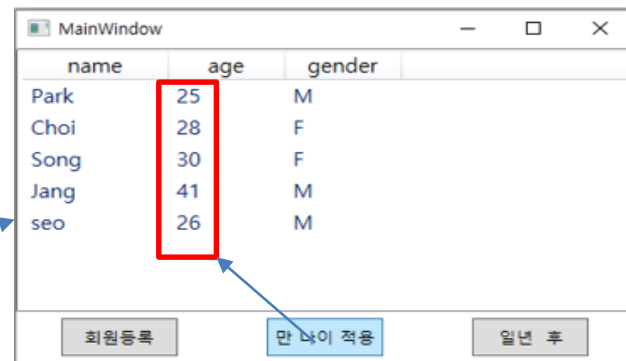 MainWindow
name age gender
Park 25 M
Choi 28 F
Song 30 F
Jang 41 M
seo 26 M
회원등록 만 나이 적용 일년 후